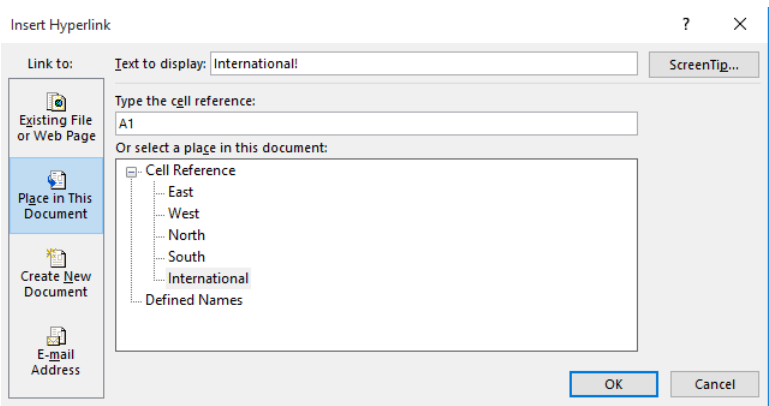 Insert Hyperlink
? X
Link to:
Text to display: International!
ScreenTip...
Existing File
or Web Page
Place in This
Document
Create New
Document
E-mail
Address
Type the cell reference:
A1
Or select a place in this document:
Cell Reference
East
West
North
South
International
Defined Names
OK
Cancel